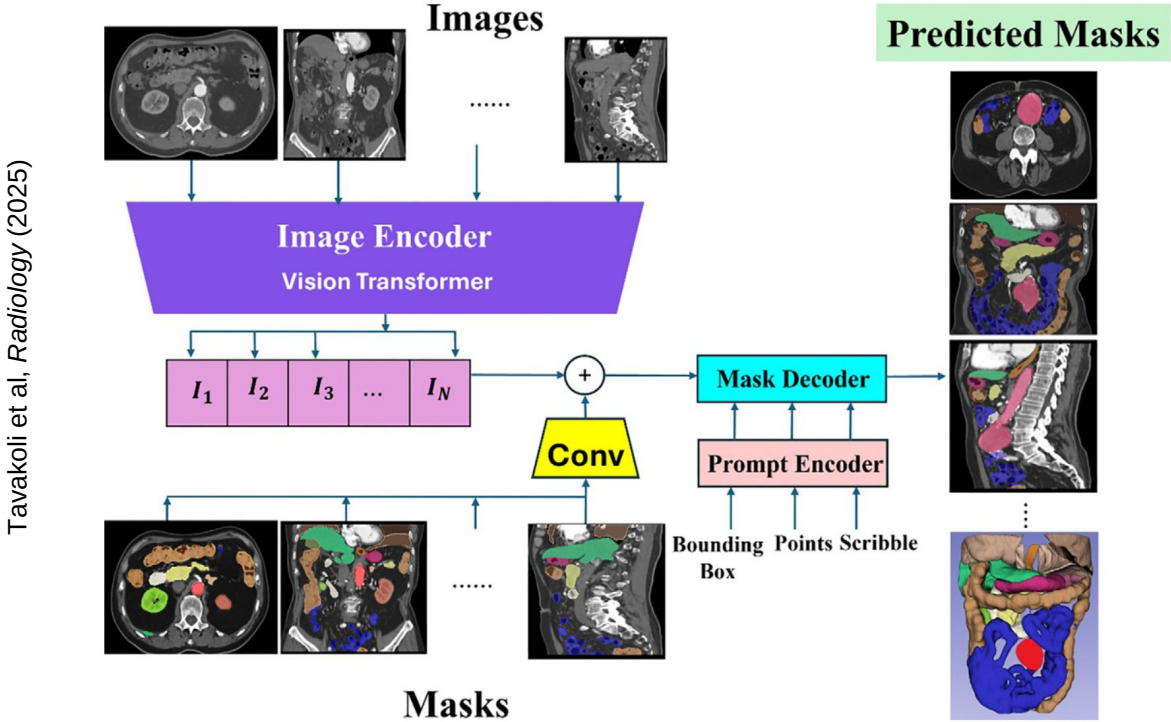 Images
Predicted Masks
......
Image Encoder
Vision Transformer
I1 I2 I3 ... IN
+
Mask Decoder
Conv
Prompt Encoder
Bounding Box
Points
Scribble
......
Masks
Tavakoli et al, Radiology (2025)